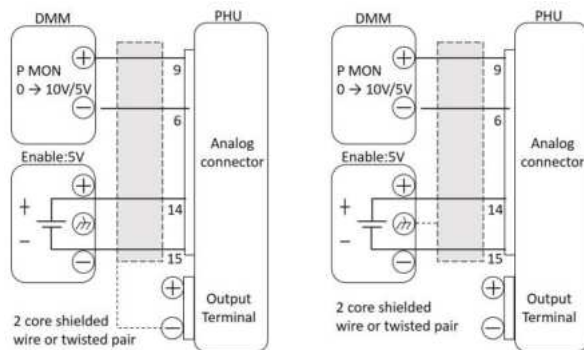 DMM
PHU
+
P MON
0 → 10V/5V
−
9
6
Analog
connector
Enable:5V
+
+
−
−
14
15
+
−
Output
Terminal
2 core shielded
wire or twisted pair
DMM
PHU
+
P MON
0 → 10V/5V
−
9
6
Analog
connector
Enable:5V
+
+
−
−
14
15
+
−
Output
Terminal
2 core shielded
wire or twisted pair